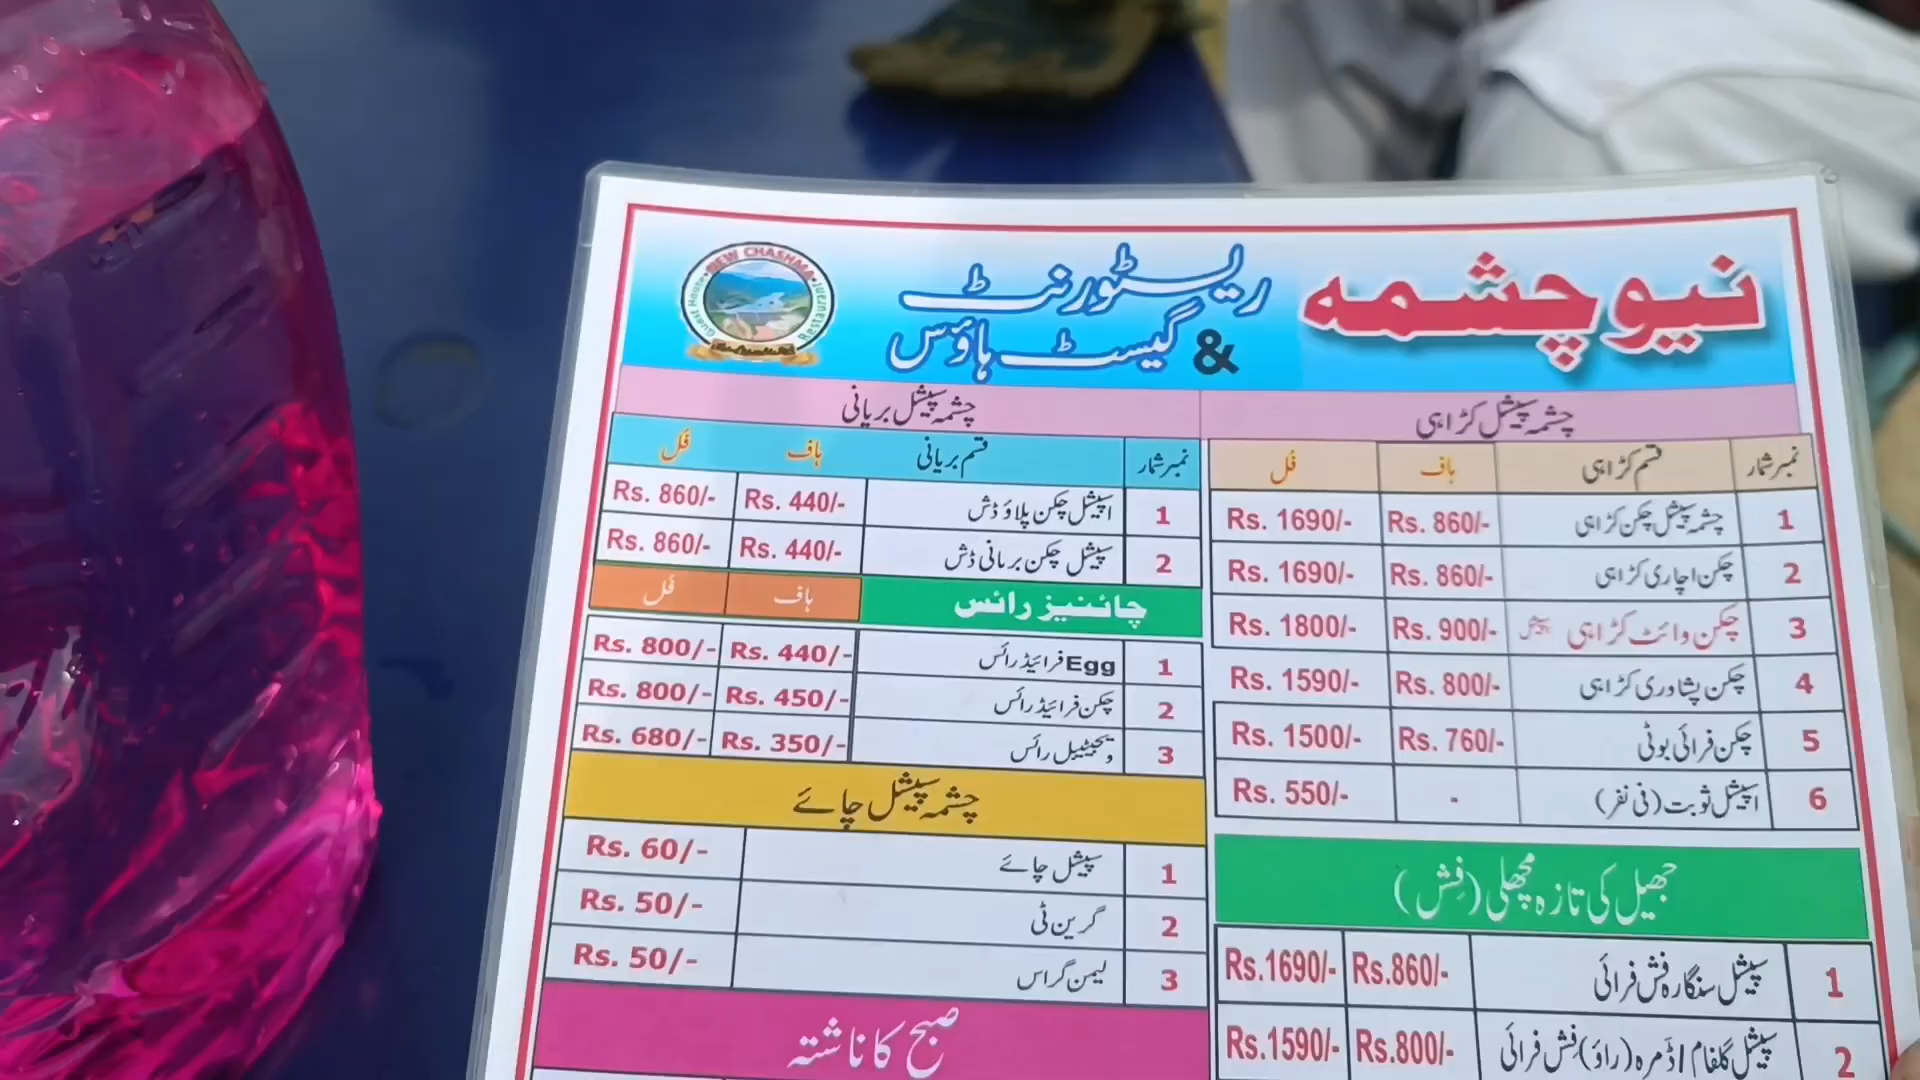 نیو چشمہ
ریسٹورنٹ
& گیسٹ ہاؤس
NEW CHASHMA
Guest House
Restaurant
چشمہ سپیشل کڑاہی
نمبر شمار قسم کڑاہی ہاف فُل
1 چشمہ سپیشل چکن کڑاہی Rs. 860/- Rs. 1690/-
2 چکن اچاری کڑاہی Rs. 860/- Rs. 1690/-
3 چکن وائٹ کڑاہی سپیشل Rs. 900/- Rs. 1800/-
4 چکن پشاوری کڑاہی Rs. 800/- Rs. 1590/-
5 چکن فرائی بوٹی Rs. 760/- Rs. 1500/-
6 اسپیشل ثوبت (فی نفر) - Rs. 550/-
جھیل کی تازہ مچھلی (فِش)
1 سپیشل سنگارہ فش فرائی Rs.860/- Rs.1690/-
2 سپیشل گلفام / ڈمرہ (راؤ) فِش فرائی Rs.800/- Rs.1590/-
چشمہ سپیشل بریانی
نمبر شمار قسم بریانی ہاف فُل
1 اسپیشل چکن پلاؤ ڈش Rs. 440/- Rs. 860/-
2 سپیشل چکن بریانی ڈش Rs. 440/- Rs. 860/-
چائنیز رائس ہاف فُل
1 Egg فرائیڈ رائس Rs. 440/- Rs. 800/-
2 چکن فرائیڈ رائس Rs. 450/- Rs. 800/-
3 ویجیٹیبل رائس Rs. 350/- Rs. 680/-
چشمہ سپیشل چائے
1 سپیشل چائے Rs. 60/-
2 گرین ٹی Rs. 50/-
3 لیمن گراس Rs. 50/-
صبح کا ناشتہ